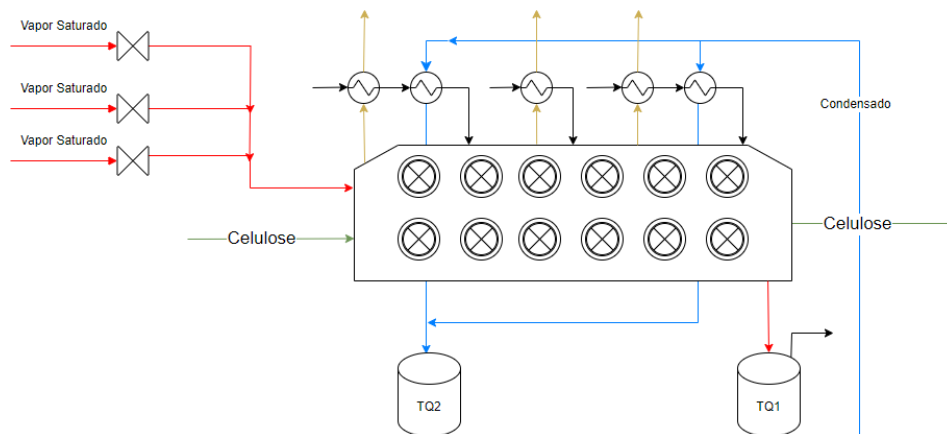 Vapor Saturado
Vapor Saturado
Vapor Saturado
Condensado
Celulose
Celulose
TQ2
TQ1